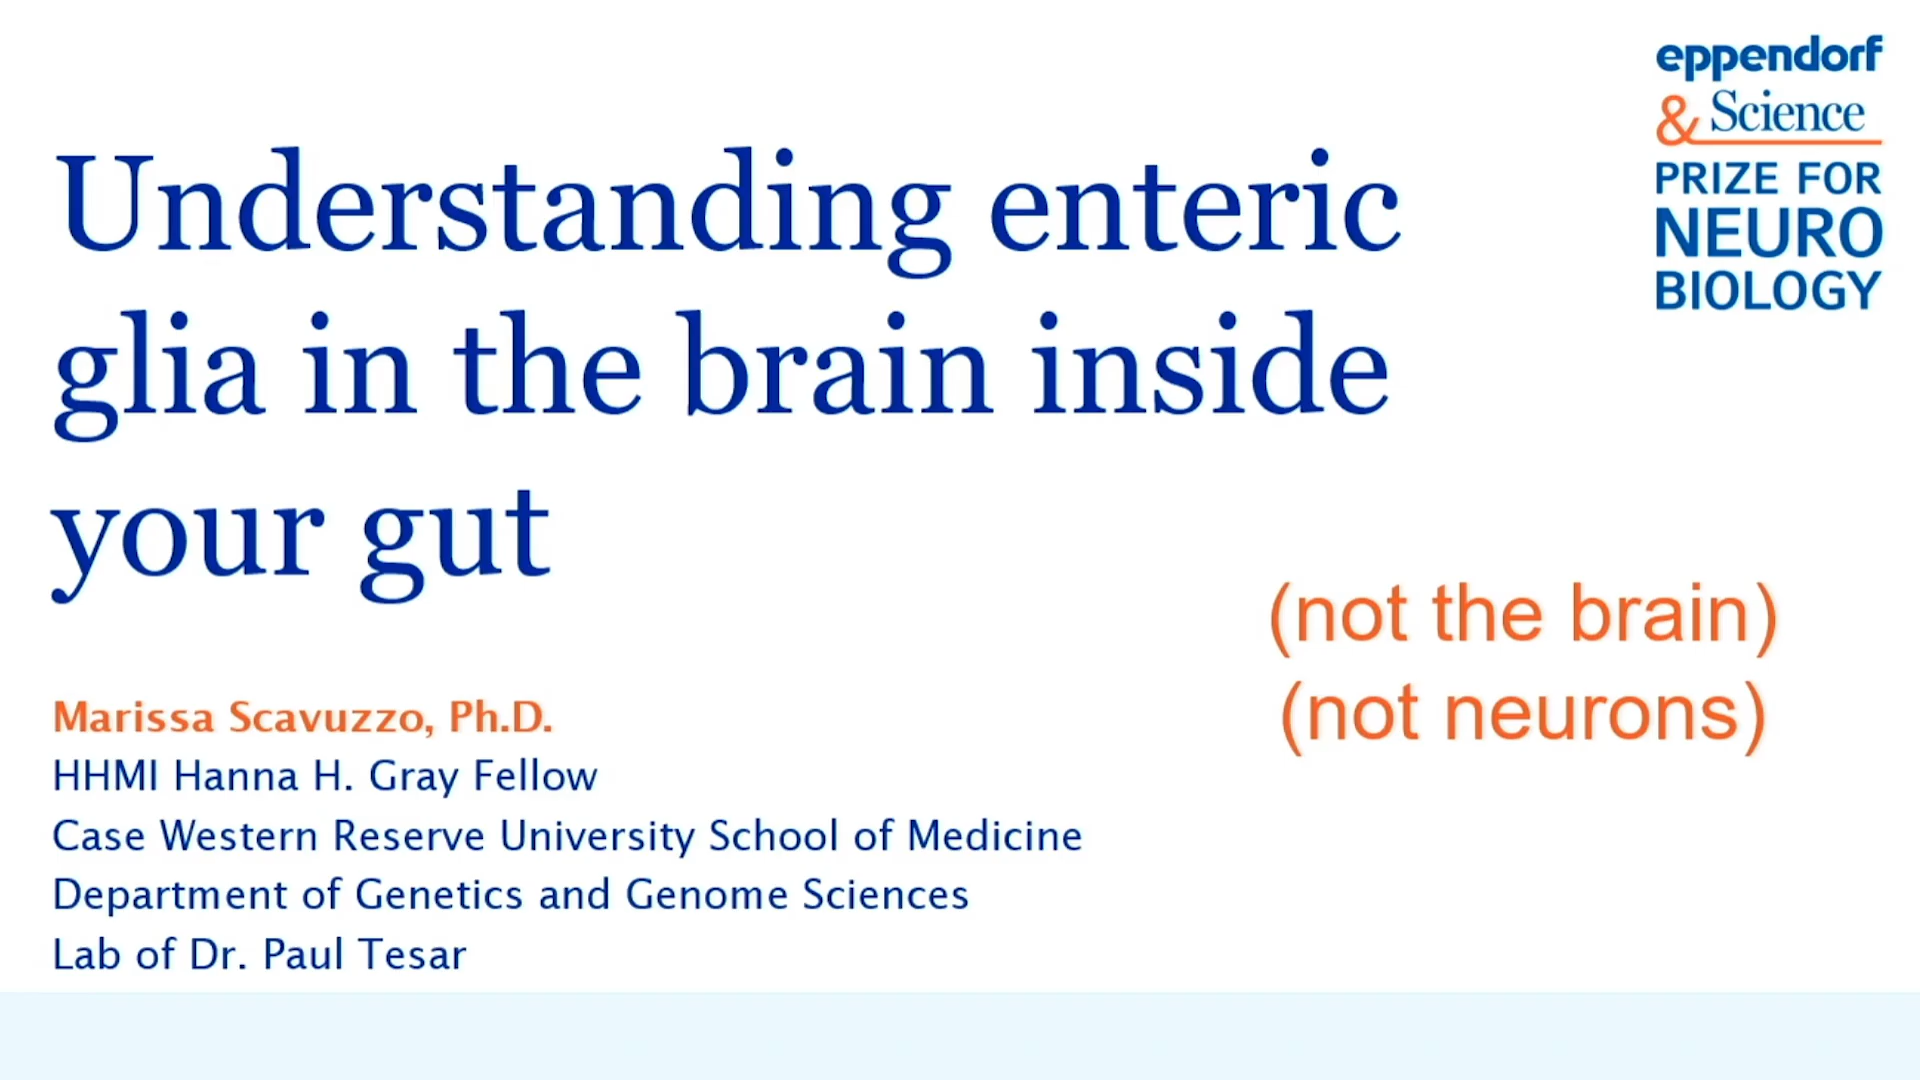 eppendorf
& Science
PRIZE FOR
NEURO
BIOLOGY
Understanding enteric
glia in the brain inside
your gut
(not the brain)
(not neurons)
Marissa Scavuzzo, Ph.D.
HHMI Hanna H. Gray Fellow
Case Western Reserve University School of Medicine
Department of Genetics and Genome Sciences
Lab of Dr. Paul Tesar